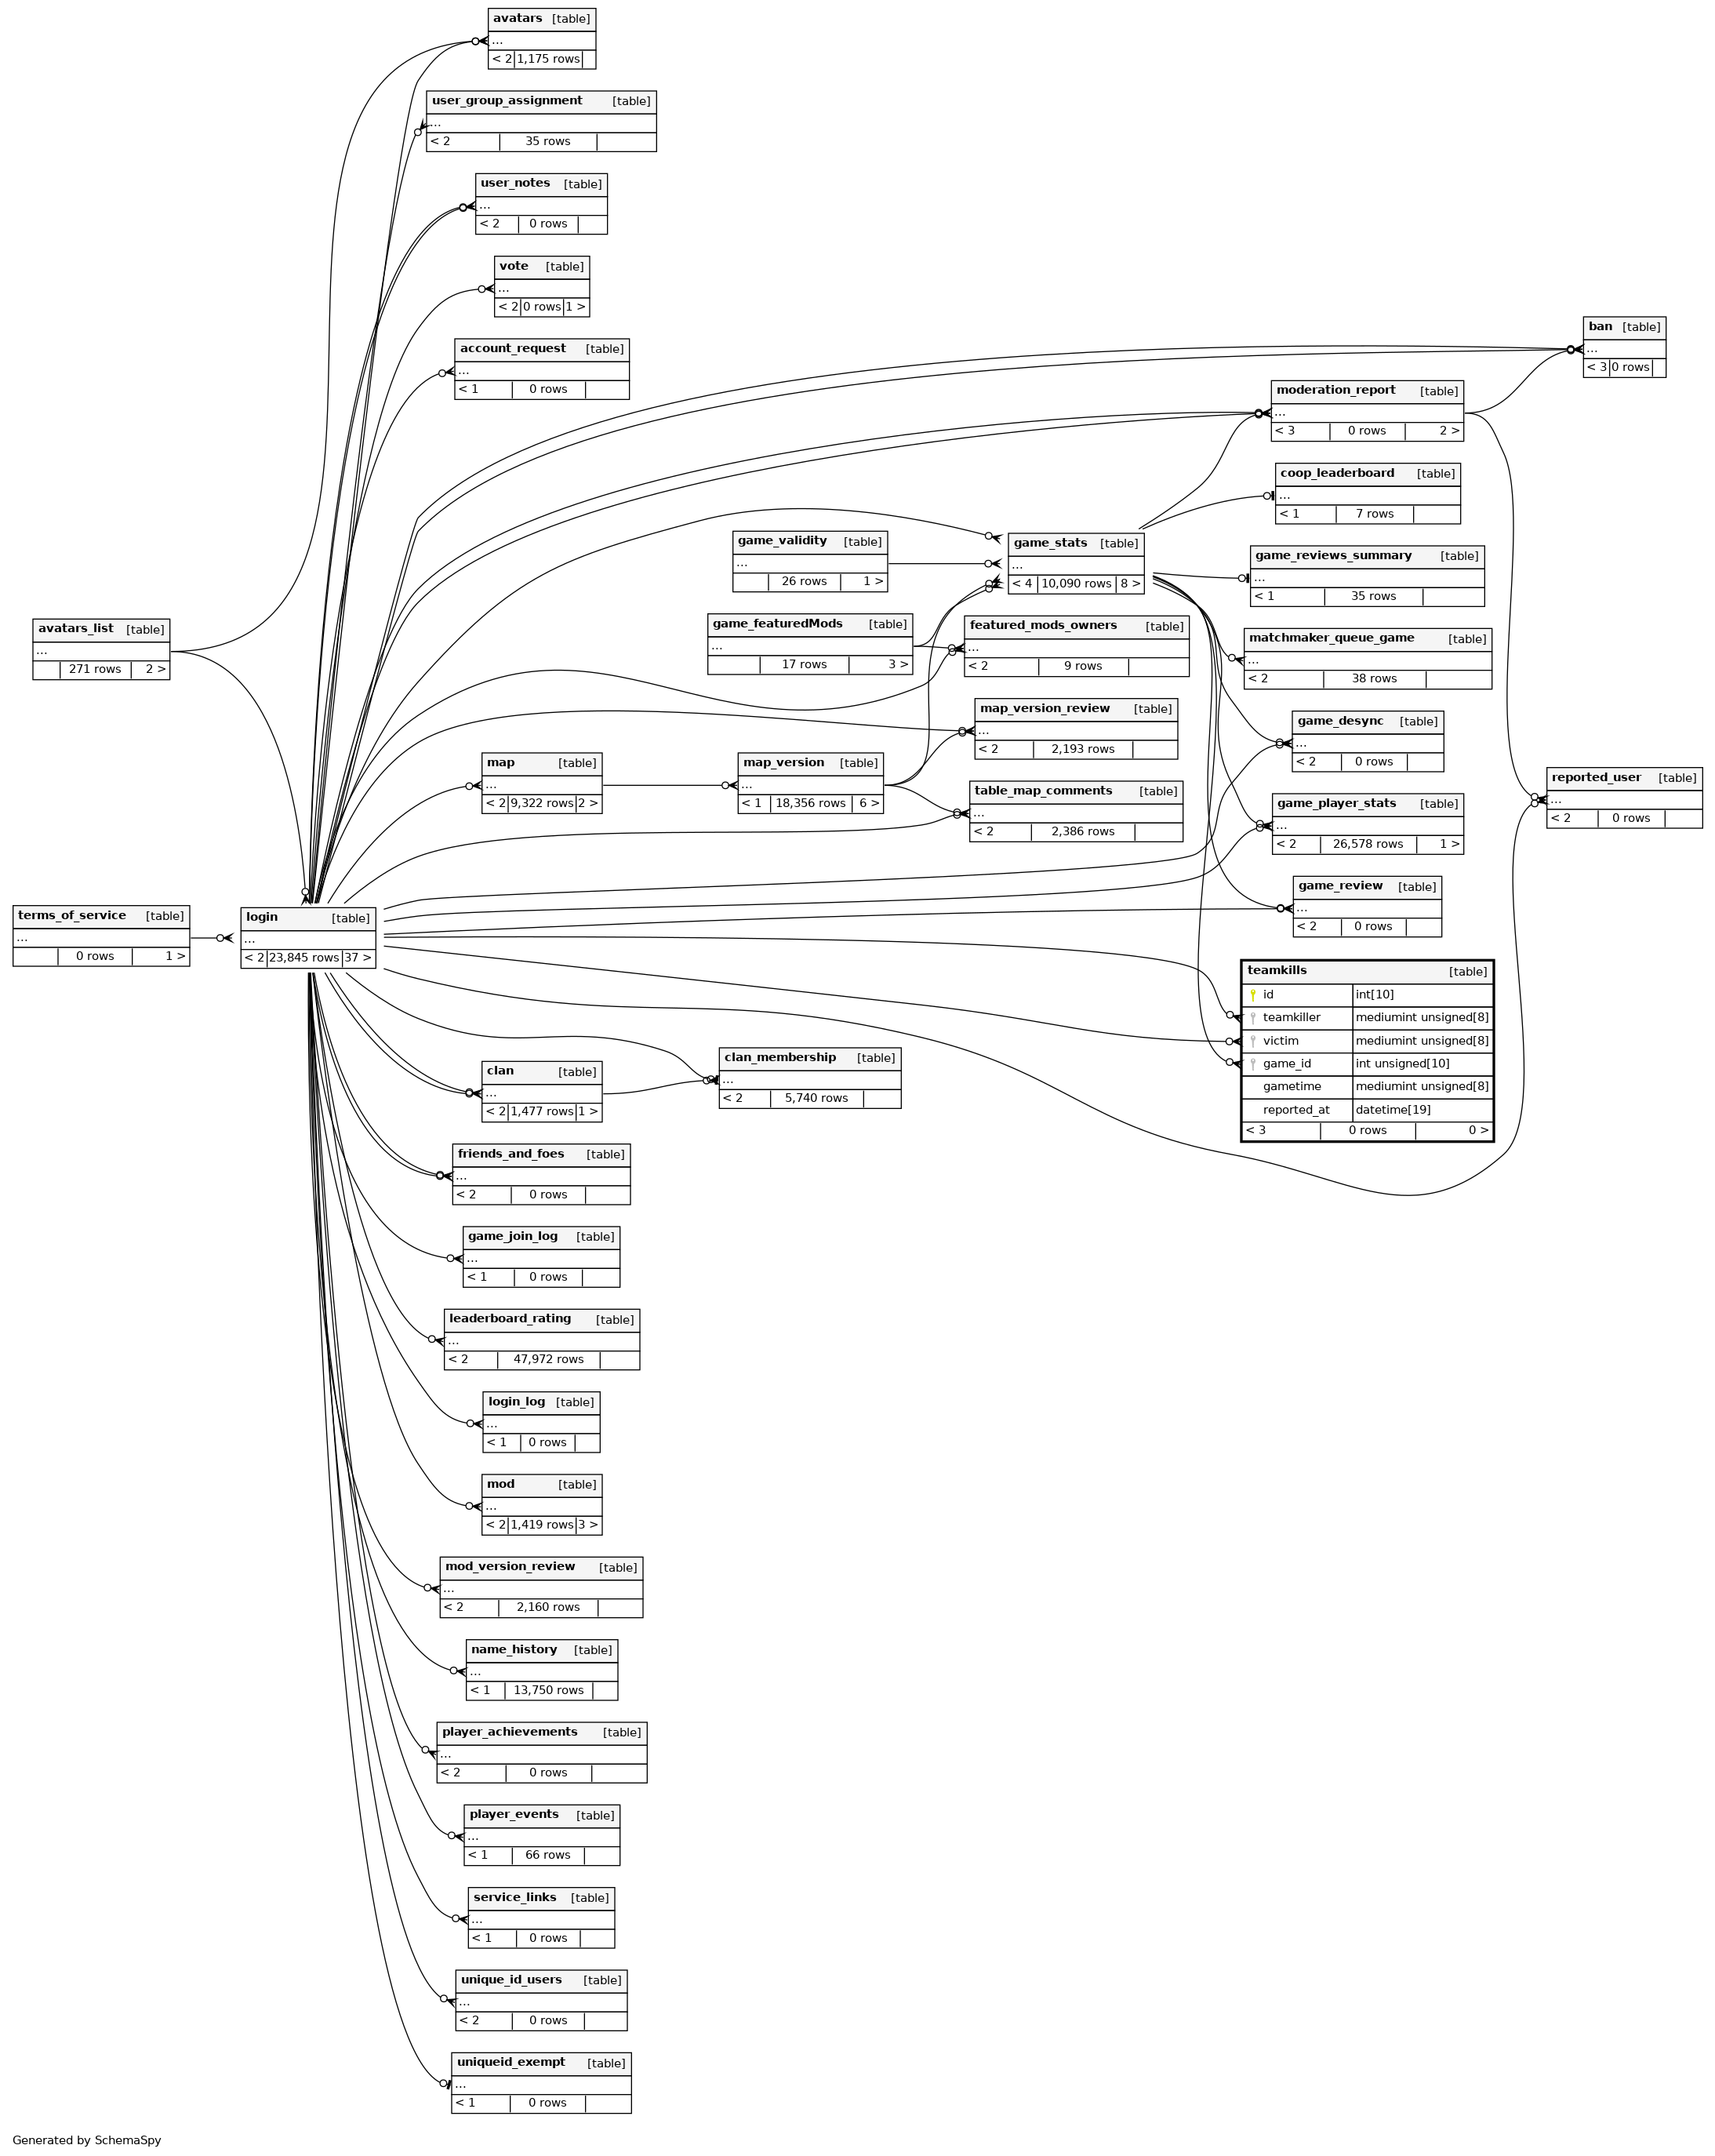 avatars [table]
...
< 2 1,175 rows
user_group_assignment [table]
...
< 2 35 rows
user_notes [table]
...
< 2 0 rows
vote [table]
...
< 2 0 rows 1 >
account_request [table]
...
< 1 0 rows
ban [table]
...
< 3 0 rows
moderation_report [table]
...
< 3 0 rows 2 >
coop_leaderboard [table]
...
< 1 7 rows
game_validity [table]
...
26 rows 1 >
game_stats [table]
...
< 4 10,090 rows 8 >
game_reviews_summary [table]
...
< 1 35 rows
avatars_list [table]
...
271 rows 2 >
game_featuredMods [table]
...
17 rows 3 >
featured_mods_owners [table]
...
< 2 9 rows
matchmaker_queue_game [table]
...
< 2 38 rows
map_version_review [table]
...
< 2 2,193 rows
game_desync [table]
...
< 2 0 rows
map [table]
...
< 2 9,322 rows 2 >
map_version [table]
...
< 1 18,356 rows 6 >
table_map_comments [table]
...
< 2 2,386 rows
game_player_stats [table]
...
< 2 26,578 rows 1 >
reported_user [table]
...
< 2 0 rows
game_review [table]
...
< 2 0 rows
terms_of_service [table]
...
0 rows 1 >
login [table]
...
< 2 23,845 rows 37 >
teamkills [table]
id int[10]
teamkiller mediumint unsigned[8]
victim mediumint unsigned[8]
game_id int unsigned[10]
gametime mediumint unsigned[8]
reported_at datetime[19]
< 3 0 rows 0 >
clan [table]
...
< 2 1,477 rows 1 >
clan_membership [table]
...
< 2 5,740 rows
friends_and_foes [table]
...
< 2 0 rows
game_join_log [table]
...
< 1 0 rows
leaderboard_rating [table]
...
< 2 47,972 rows
login_log [table]
...
< 1 0 rows
mod [table]
...
< 2 1,419 rows 3 >
mod_version_review [table]
...
< 2 2,160 rows
name_history [table]
...
< 1 13,750 rows
player_achievements [table]
...
< 2 0 rows
player_events [table]
...
< 1 66 rows
service_links [table]
...
< 1 0 rows
unique_id_users [table]
...
< 2 0 rows
uniqueid_exempt [table]
...
< 1 0 rows
Generated by SchemaSpy